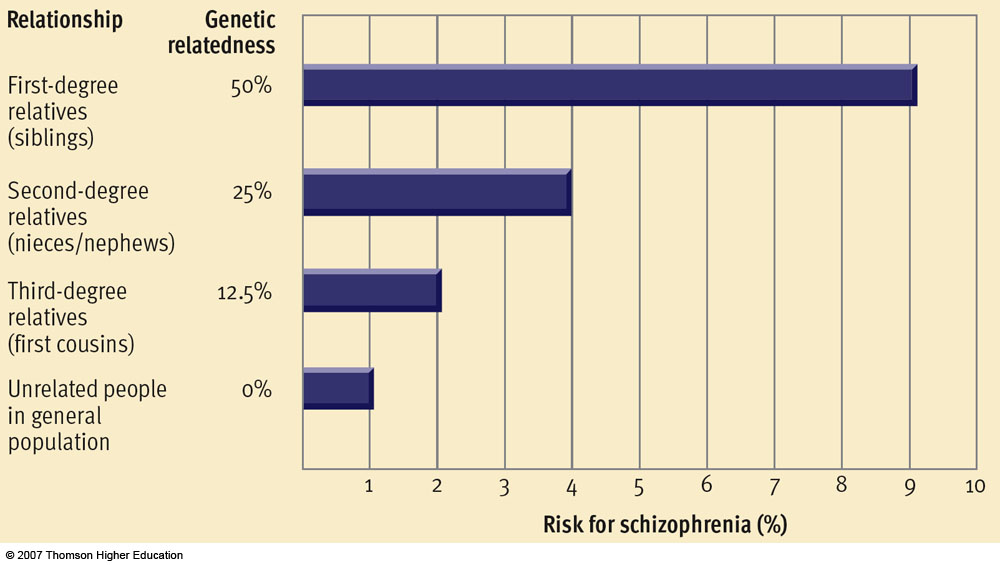 Relationship
Genetic
relatedness
First-degree
relatives
(siblings)
50%
Second-degree
relatives
(nieces/nephews)
25%
Third-degree
relatives
(first cousins)
12.5%
Unrelated people
in general
population
0%
1 2 3 4 5 6 7 8 9 10
Risk for schizophrenia (%)
© 2007 Thomson Higher Education